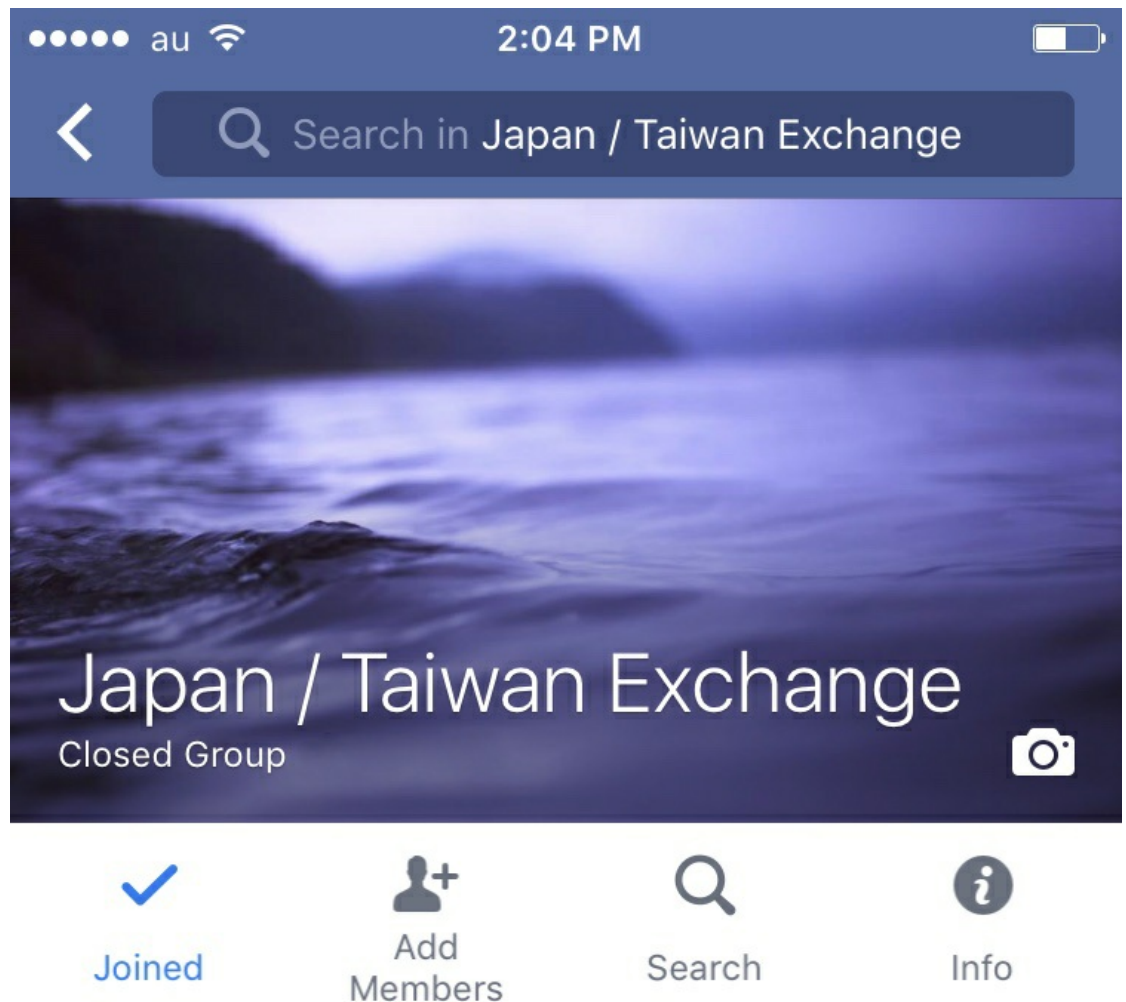 au 2:04 PM
Search in Japan / Taiwan Exchange
Japan / Taiwan Exchange
Closed Group
Joined
Add
Members
Search
Info